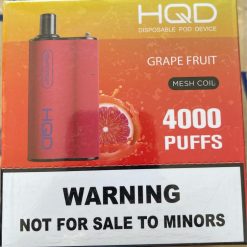 HQD
DISPOSABLE POD DEVICE
GRAPE FRUIT
MESH COIL
4000
PUFFS
HQD
WARNING
NOT FOR SALE TO MINORS